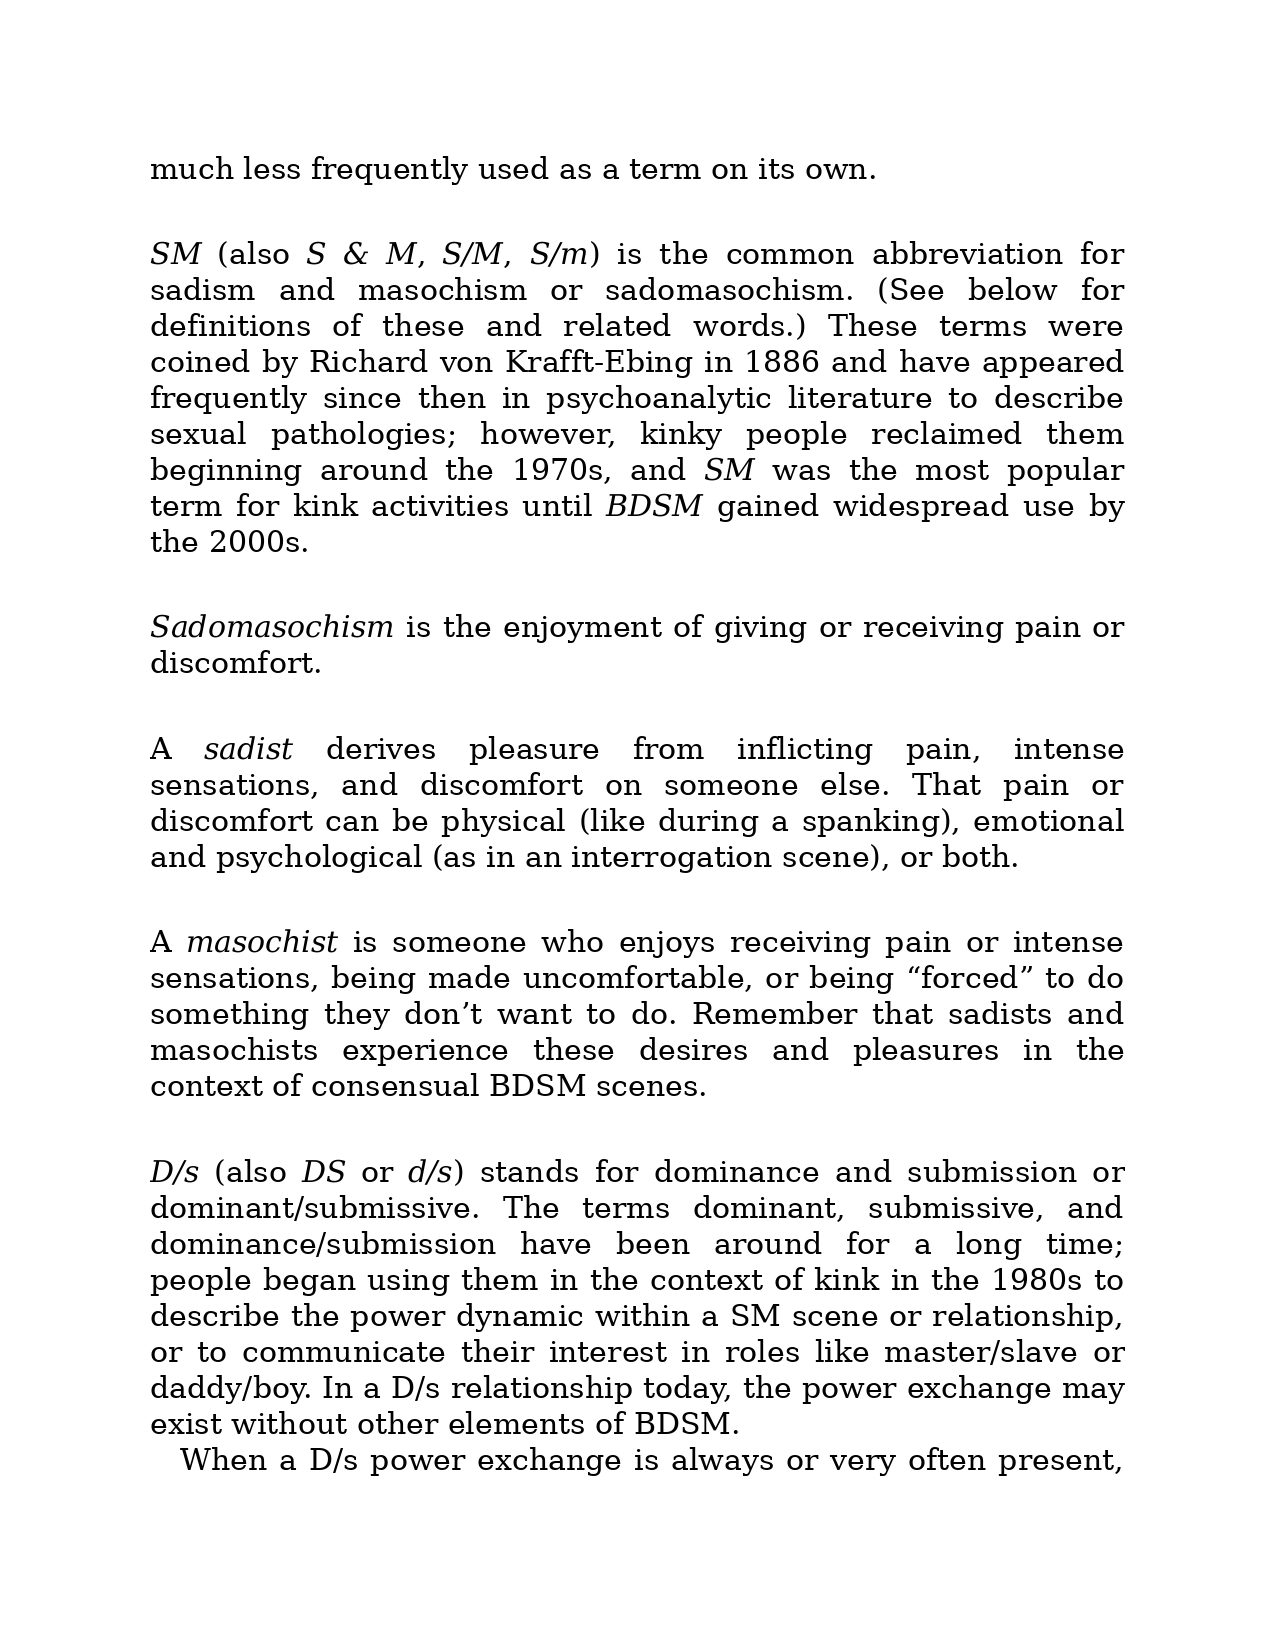 much less frequently used as a term on its own.
SM (also S & M, S/M, S/m) is the common abbreviation for
sadism and masochism or sadomasochism. (See below for
definitions of these and related words.) These terms were
coined by Richard von Krafft-Ebing in 1886 and have appeared
frequently since then in psychoanalytic literature to describe
sexual pathologies; however, kinky people reclaimed them
beginning around the 1970s, and SM was the most popular
term for kink activities until BDSM gained widespread use by
the 2000s.
Sadomasochism is the enjoyment of giving or receiving pain or
discomfort.
A sadist derives pleasure from inflicting pain, intense
sensations, and discomfort on someone else. That pain or
discomfort can be physical (like during a spanking), emotional
and psychological (as in an interrogation scene), or both.
A masochist is someone who enjoys receiving pain or intense
sensations, being made uncomfortable, or being “forced” to do
something they don’t want to do. Remember that sadists and
masochists experience these desires and pleasures in the
context of consensual BDSM scenes.
D/s (also DS or d/s) stands for dominance and submission or
dominant/submissive. The terms dominant, submissive, and
dominance/submission have been around for a long time;
people began using them in the context of kink in the 1980s to
describe the power dynamic within a SM scene or relationship,
or to communicate their interest in roles like master/slave or
daddy/boy. In a D/s relationship today, the power exchange may
exist without other elements of BDSM.
When a D/s power exchange is always or very often present,